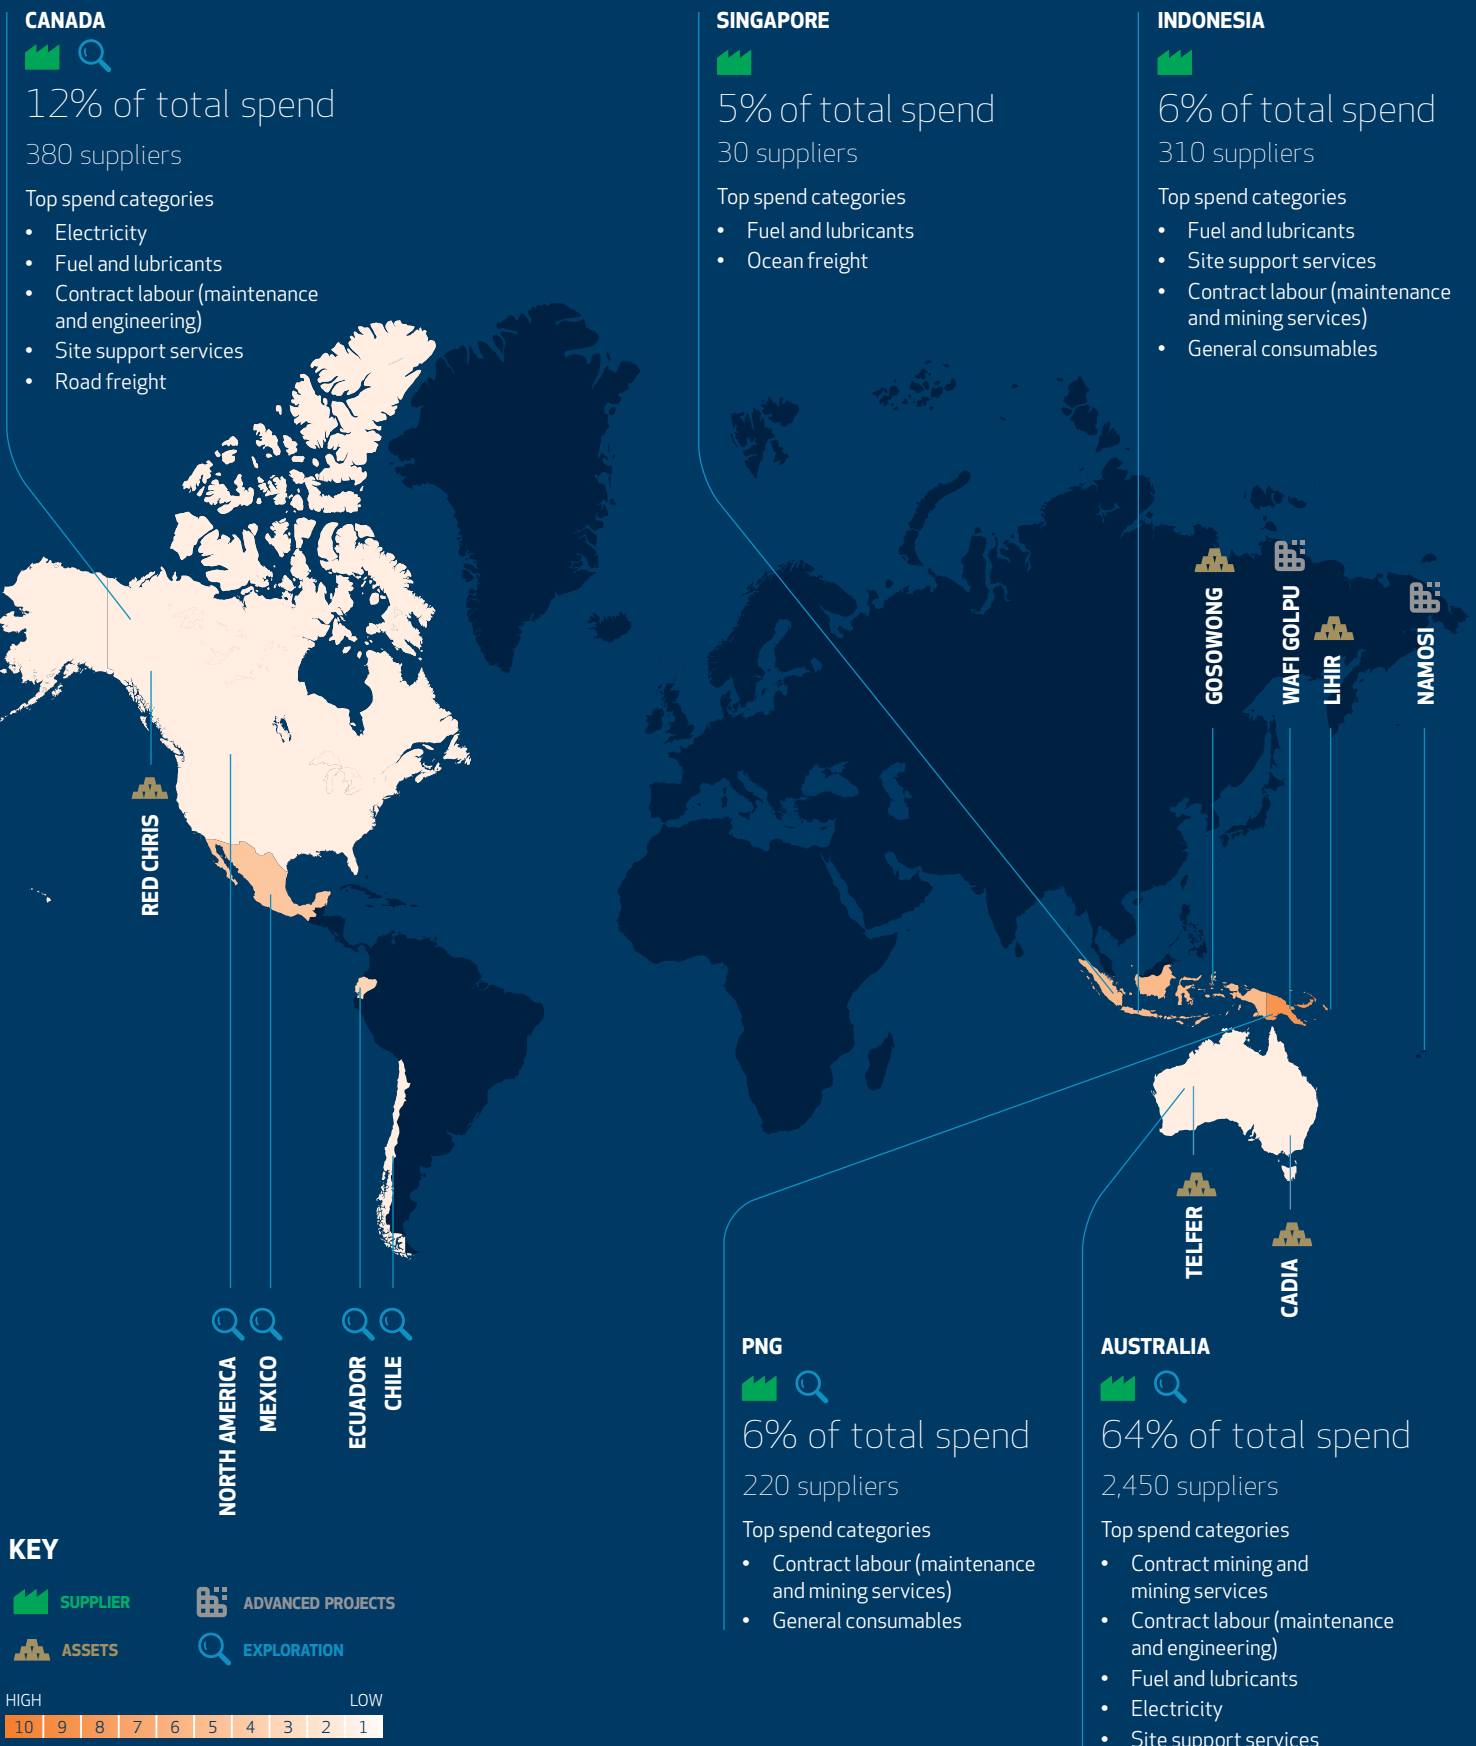 CANADA
12% of total spend
380 suppliers
Top spend categories
• Electricity
• Fuel and lubricants
• Contract labour (maintenance
and engineering)
• Site support services
• Road freight
SINGAPORE
5% of total spend
30 suppliers
Top spend categories
• Fuel and lubricants
• Ocean freight
INDONESIA
6% of total spend
310 suppliers
Top spend categories
• Fuel and lubricants
• Site support services
• Contract labour (maintenance
and mining services)
• General consumables
GOSOWONG
WAFI GOLPU
LIHIR
NAMOSI
RED CHRIS
TELFER
CADIA
NORTH AMERICA
MEXICO
ECUADOR
CHILE
PNG
6% of total spend
220 suppliers
Top spend categories
• Contract labour (maintenance
and mining services)
• General consumables
AUSTRALIA
64% of total spend
2,450 suppliers
Top spend categories
• Contract mining and
mining services
• Contract labour (maintenance
and engineering)
• Fuel and lubricants
• Electricity
• Site support services
KEY
SUPPLIER
ADVANCED PROJECTS
ASSETS
EXPLORATION
HIGH LOW
10 9 8 7 6 5 4 3 2 1